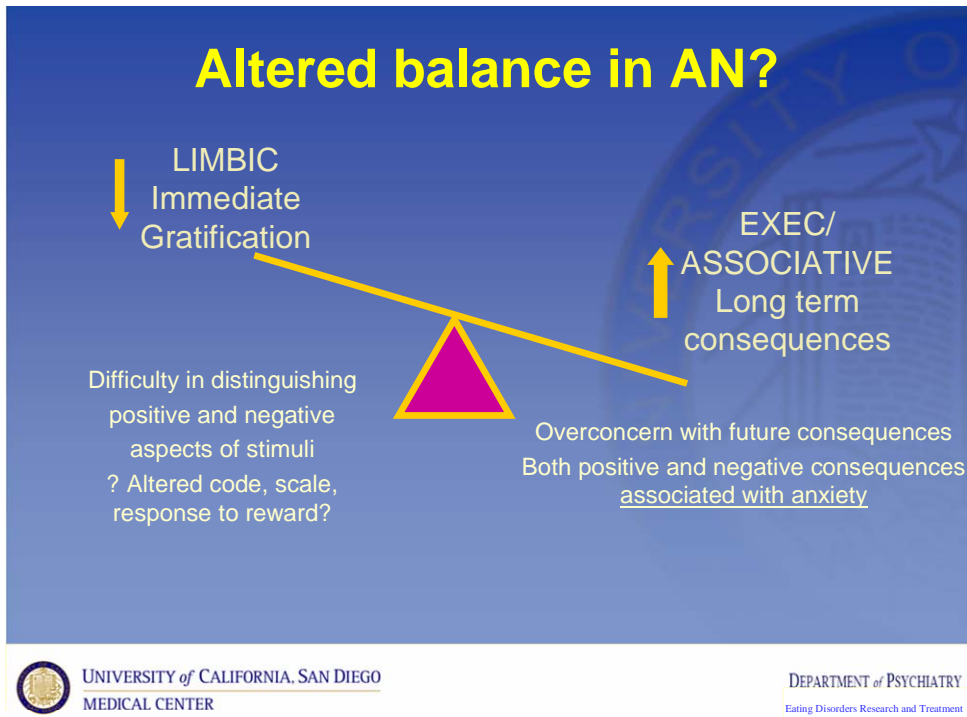 Altered balance in AN?
LIMBIC
Immediate
Gratification
EXEC/
ASSOCIATIVE
Long term
consequences
Difficulty in distinguishing
positive and negative
aspects of stimuli
? Altered code, scale,
response to reward?
Overconcern with future consequences
Both positive and negative consequences
associated with anxiety
UNIVERSITY OF
UNIVERSITY of CALIFORNIA, SAN DIEGO
MEDICAL CENTER
DEPARTMENT of PSYCHIATRY
Eating Disorders Research and Treatment